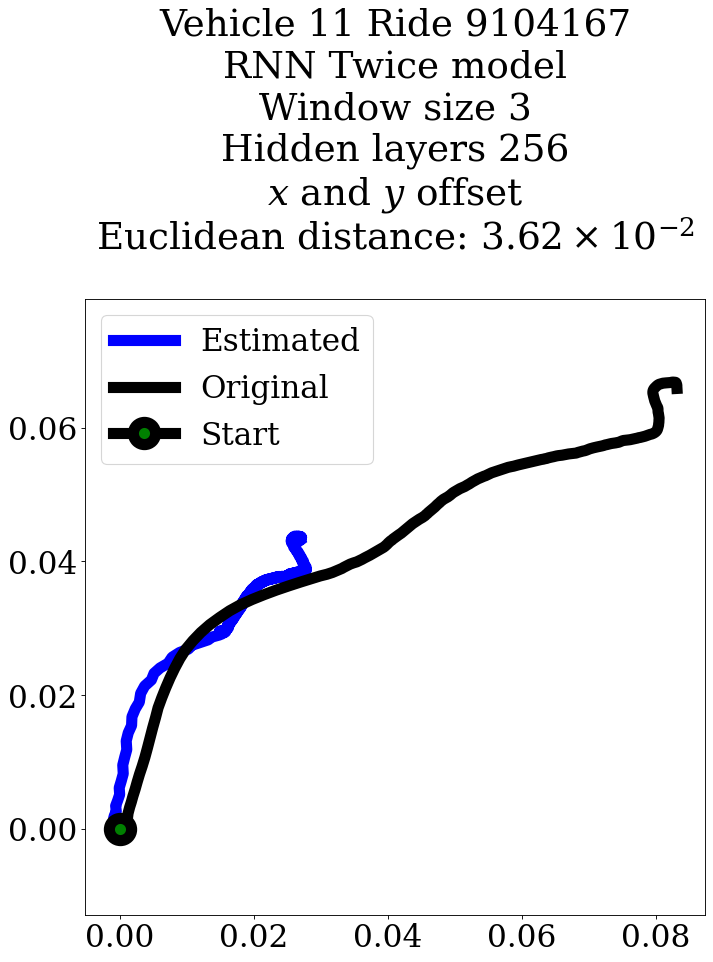 Vehicle 11 Ride 9104167
RNN Twice model
Window size 3
Hidden layers 256
x and y offset
Euclidean distance: 3.62 × 10⁻²
Estimated
Original
Start
0.06
0.04
0.02
0.00
0.00 0.02 0.04 0.06 0.08